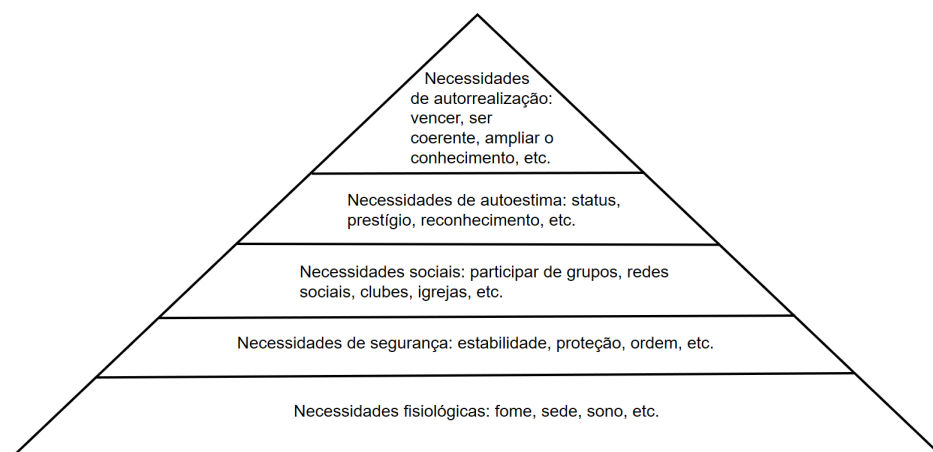 Necessidades
de autorrealização:
vencer, ser
coerente, ampliar o
conhecimento, etc.
Necessidades de autoestima: status,
prestígio, reconhecimento, etc.
Necessidades sociais: participar de grupos, redes
sociais, clubes, igrejas, etc.
Necessidades de segurança: estabilidade, proteção, ordem, etc.
Necessidades fisiológicas: fome, sede, sono, etc.